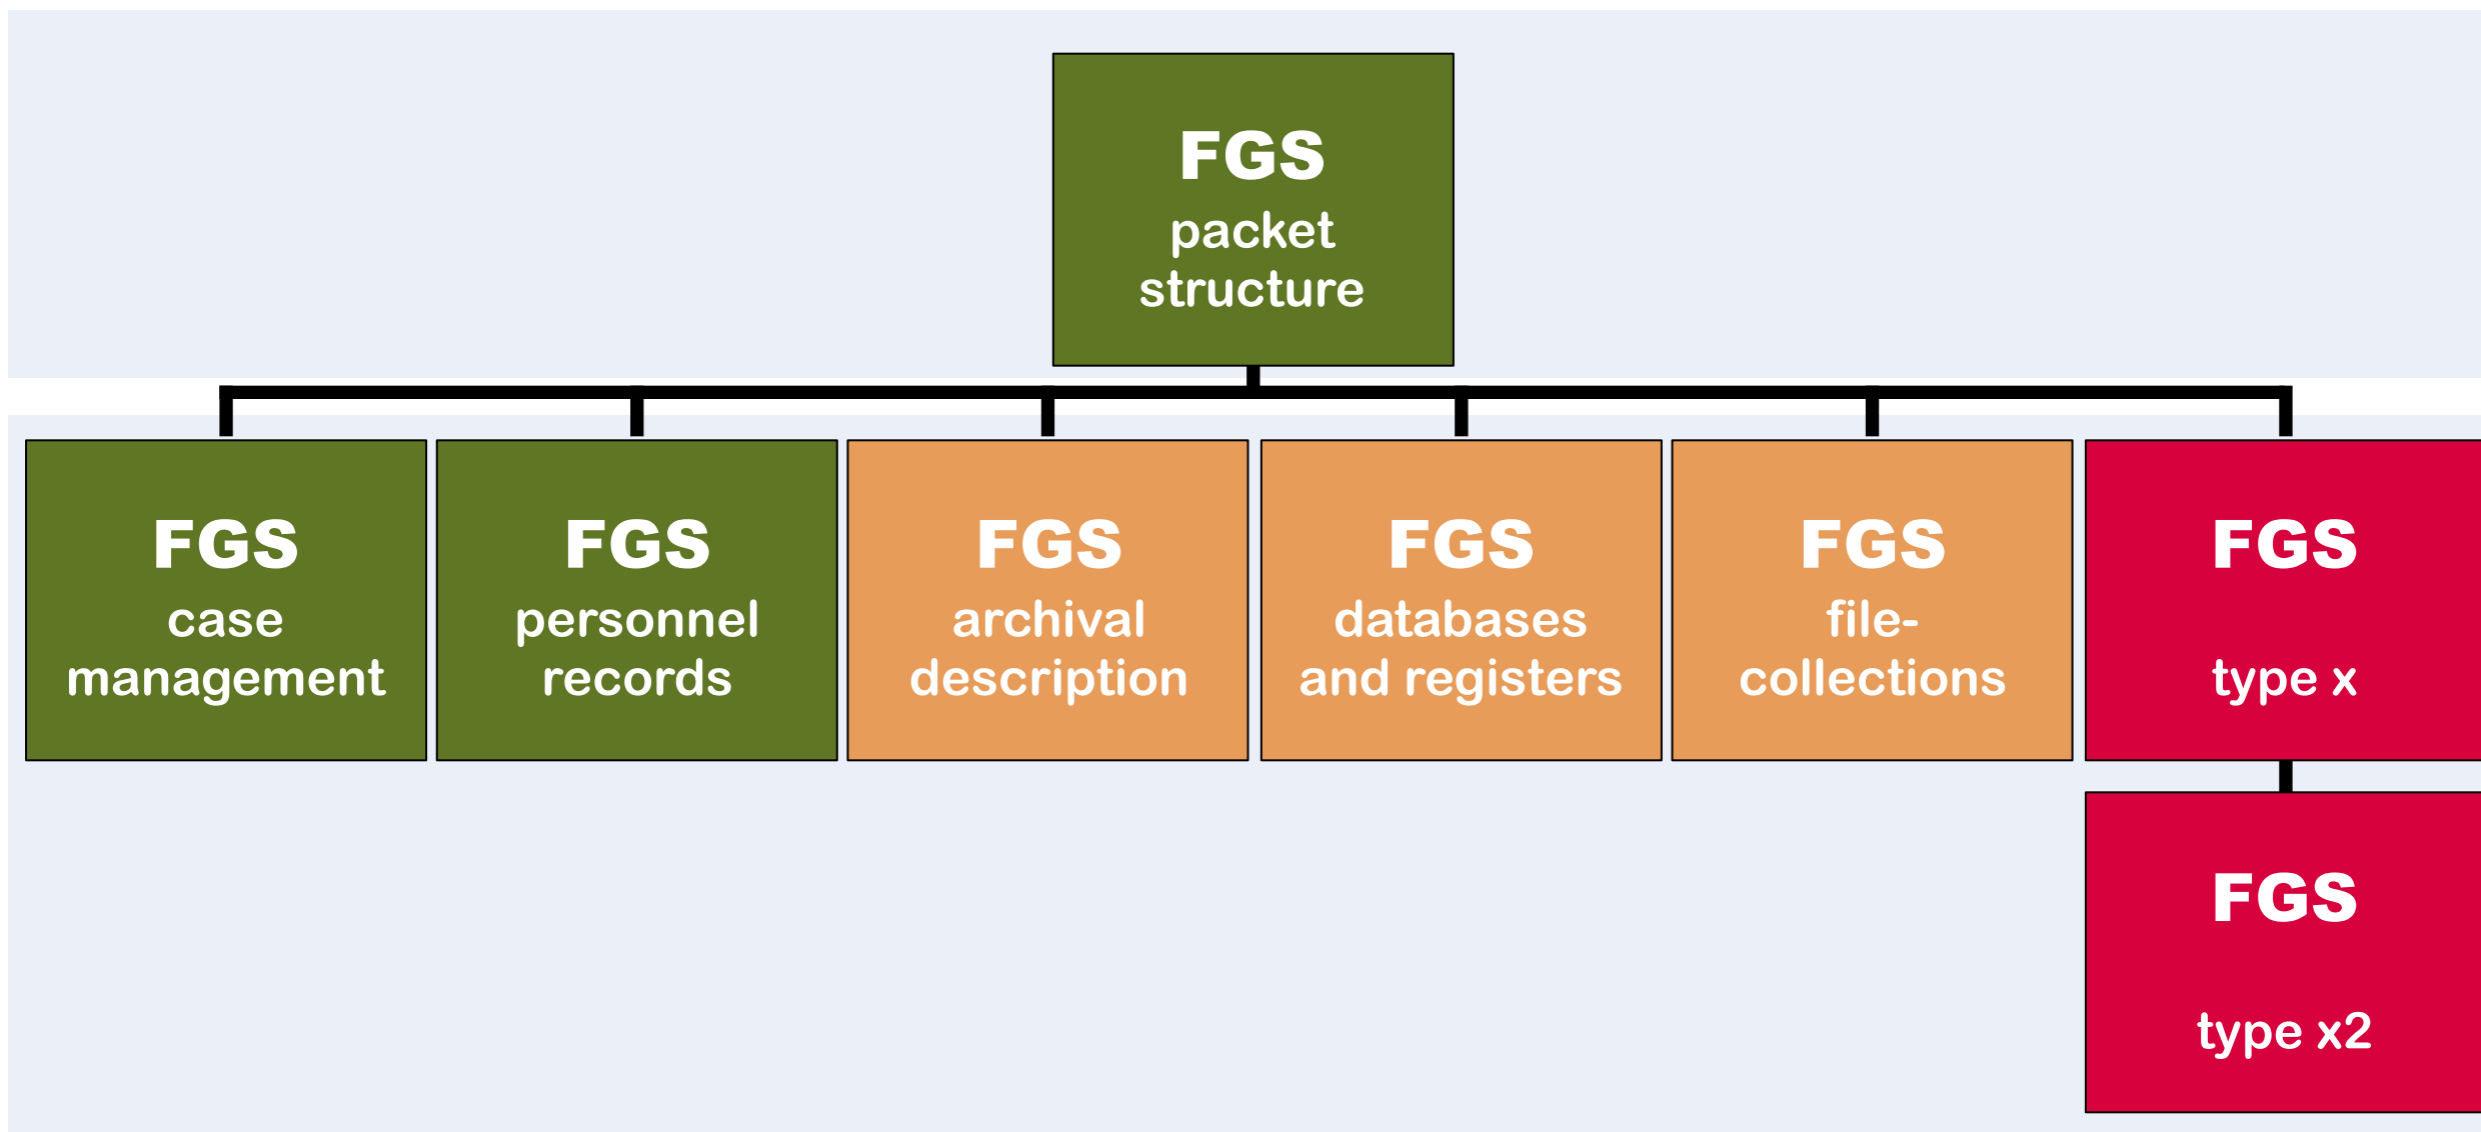 FGS
packet
structure
FGS
case
management
FGS
personnel
records
FGS
archival
description
FGS
databases
and registers
FGS
file-
collections
FGS
type x
FGS
type x2